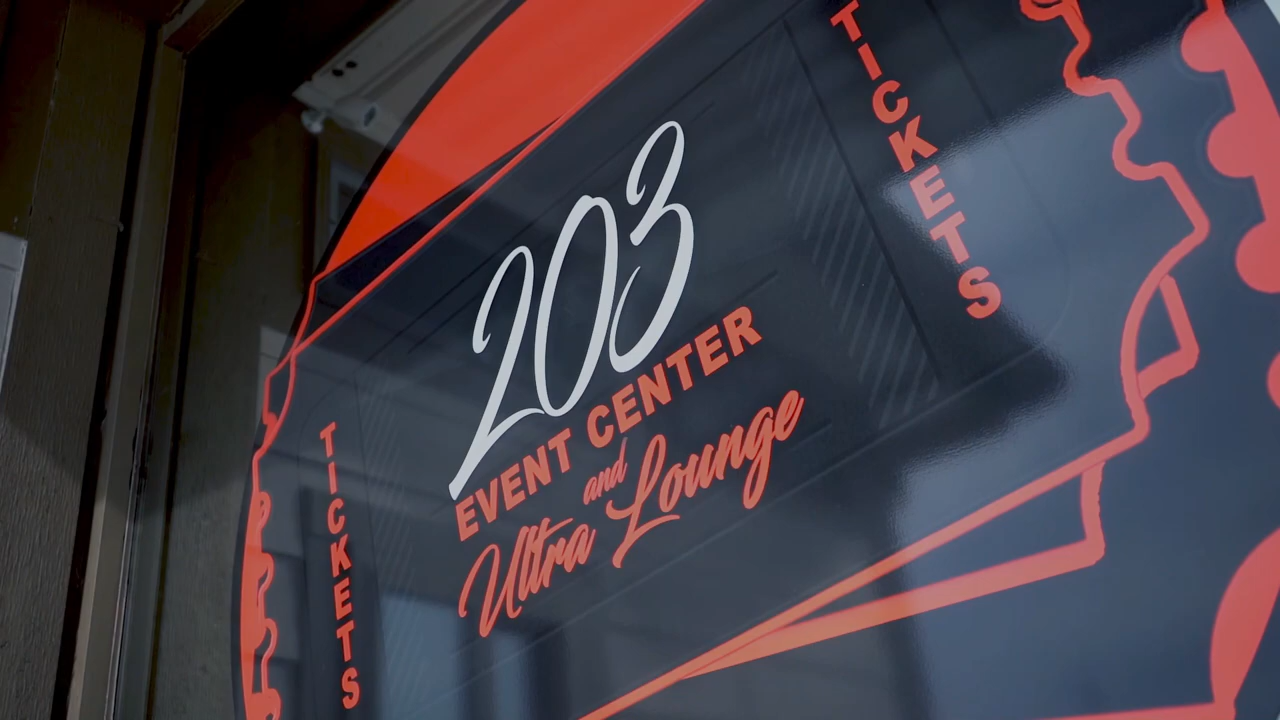 TICKETS
203
EVENT CENTER
and
Ultra Lounge
TICKETS